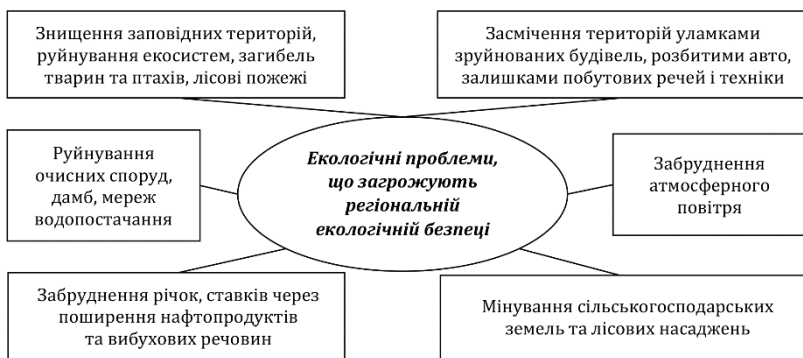 Знищення заповідних територій,
руйнування екосистем, загибель
тварин та птахів, лісові пожежі
Засмічення територій уламками
зруйнованих будівель, розбитими авто,
залишками побутових речей і техніки
Руйнування
очисних споруд,
дамб, мереж
водопостачання
Екологічні проблеми,
що загрожують
регіональній
екологічній безпеці
Забруднення
атмосферного
повітря
Забруднення річок, ставків через
поширення нафтопродуктів
та вибухових речовин
Мінування сільськогосподарських
земель та лісових насаджень